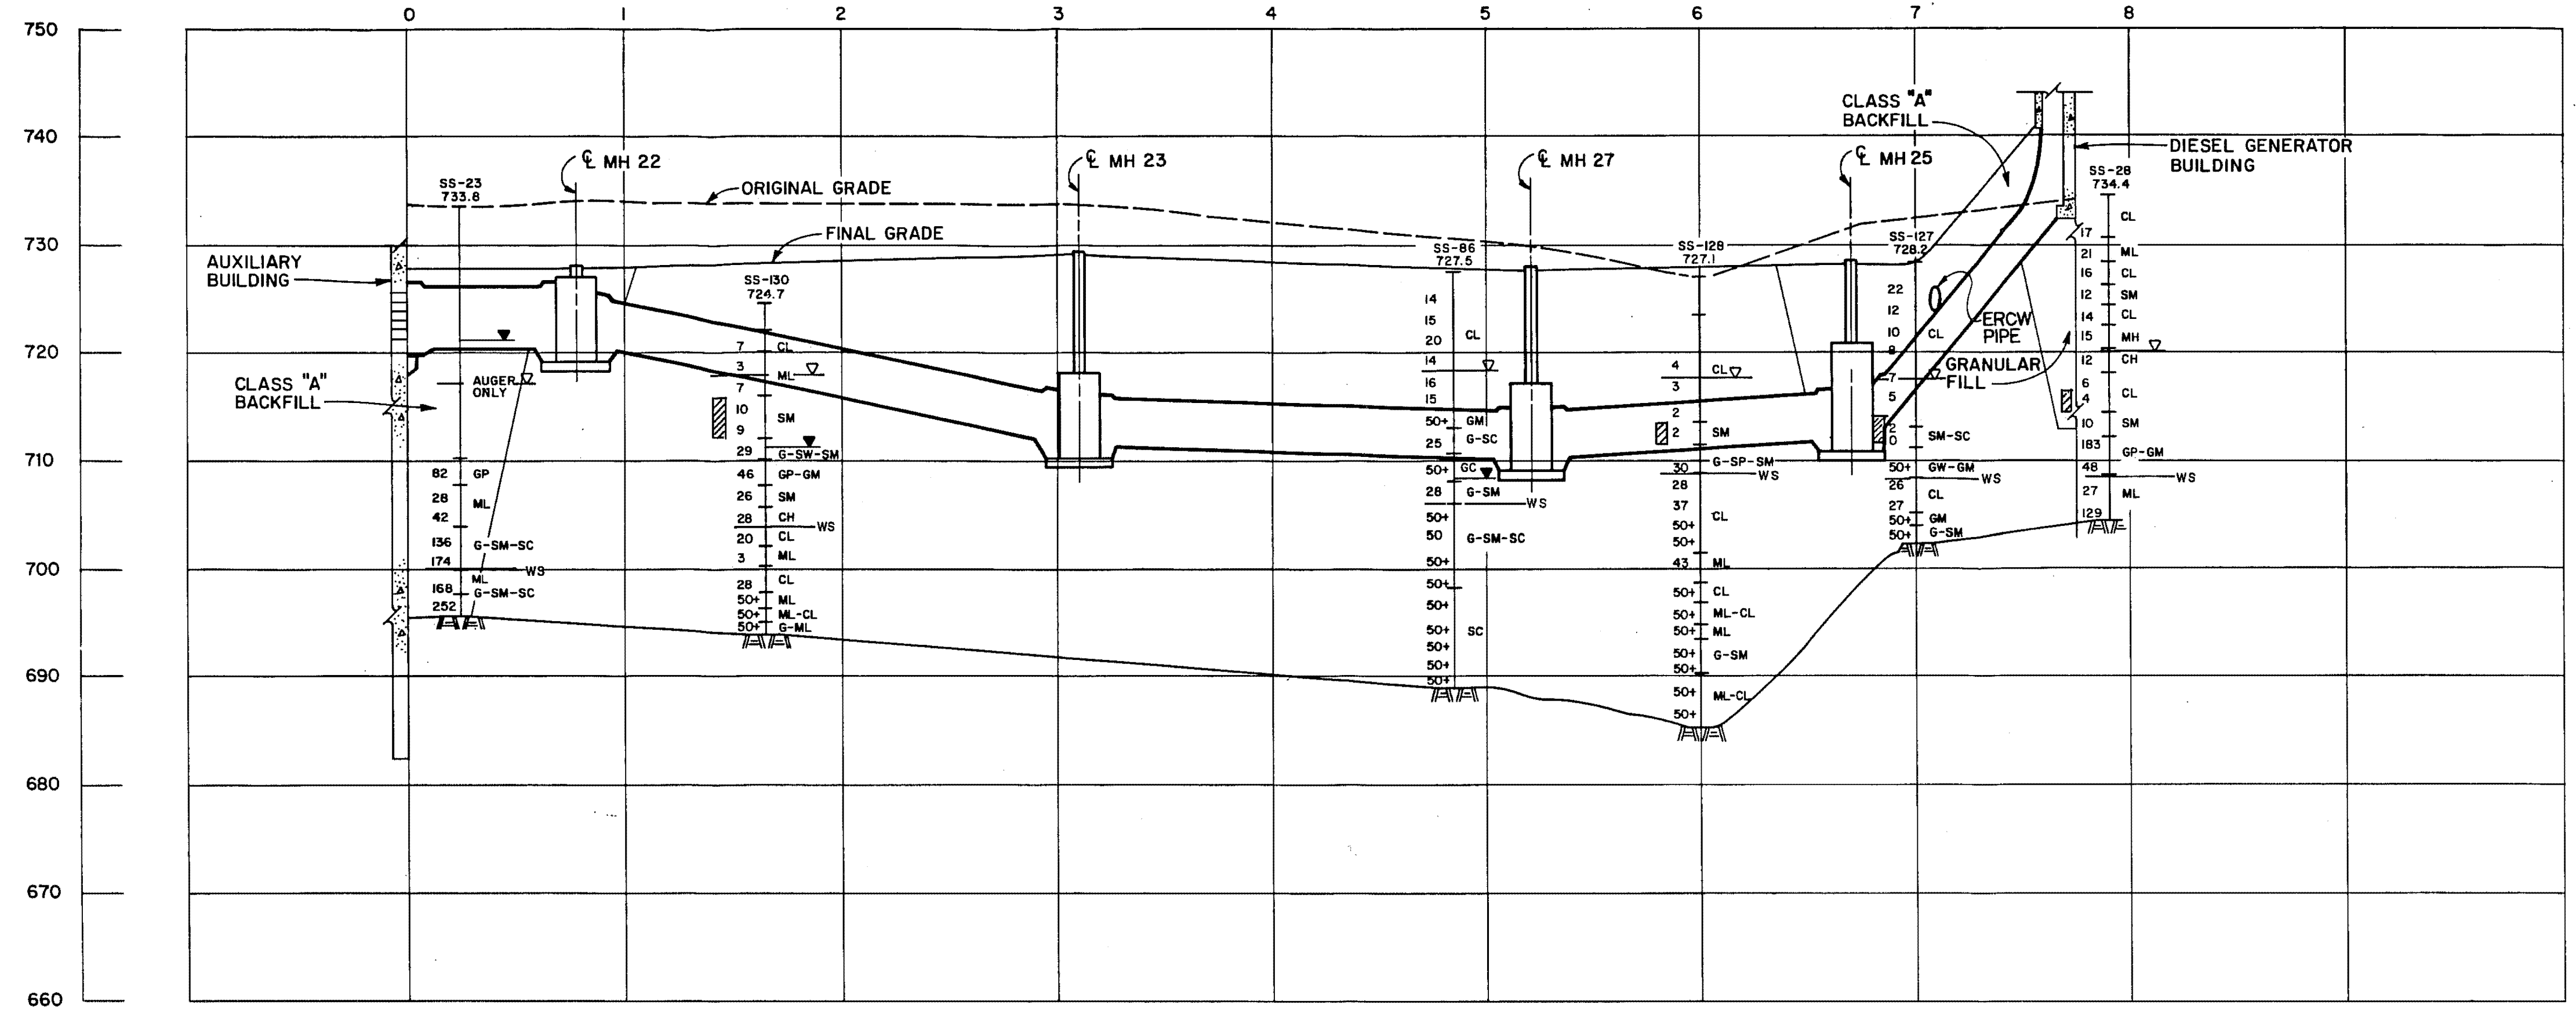 0 1 2 3 4 5 6 7 8
750
740
730
720
710
700
690
680
670
660
AUXILIARY
BUILDING
CLASS "A"
BACKFILL
SS-23
733.8
AUGER
ONLY
82 GP
28
ML
42
136 G-SM-SC
174
WS
ML
168 G-SM-SC
252
℄ MH 22
ORIGINAL GRADE
FINAL GRADE
SS-130
724.7
7 CL
3
ML
7
10
SM
9
29 G-SW-SM
46 GP-GM
26 SM
28 CH
WS
20 CL
3 ML
28 CL
50+ ML
50+ ML-CL
50+ G-ML
℄ MH 23
SS-86
727.5
14
15
CL
20
14
16
15
50+ GM
25 G-SC
50+ GC
28 G-SM
WS
50+
50 G-SM-SC
50+
50+
50+
50+ SC
50+
50+
50+
℄ MH 27
SS-128
727.1
4 CL
3
2
2 SM
G-SP-SM
30 WS
28
37
CL
50+
50+
43 ML
50+ CL
50+ ML-CL
50+ ML
50+ G-SM
50+
50+ ML-CL
50+
℄ MH 25
SS-127
728.2
22
12
10 CL
8
7
5
2
0 SM-SC
50+ GW-GM
WS
26
CL
27
50+ GM
50+ G-SM
CLASS "A"
BACKFILL
ERCW
PIPE
GRANULAR
FILL
DIESEL GENERATOR
BUILDING
SS-28
734.4
CL
17
21 ML
16 CL
12 SM
14 CL
15 MH
12 CH
6
CL
4
10 SM
183
GP-GM
48
WS
27 ML
129